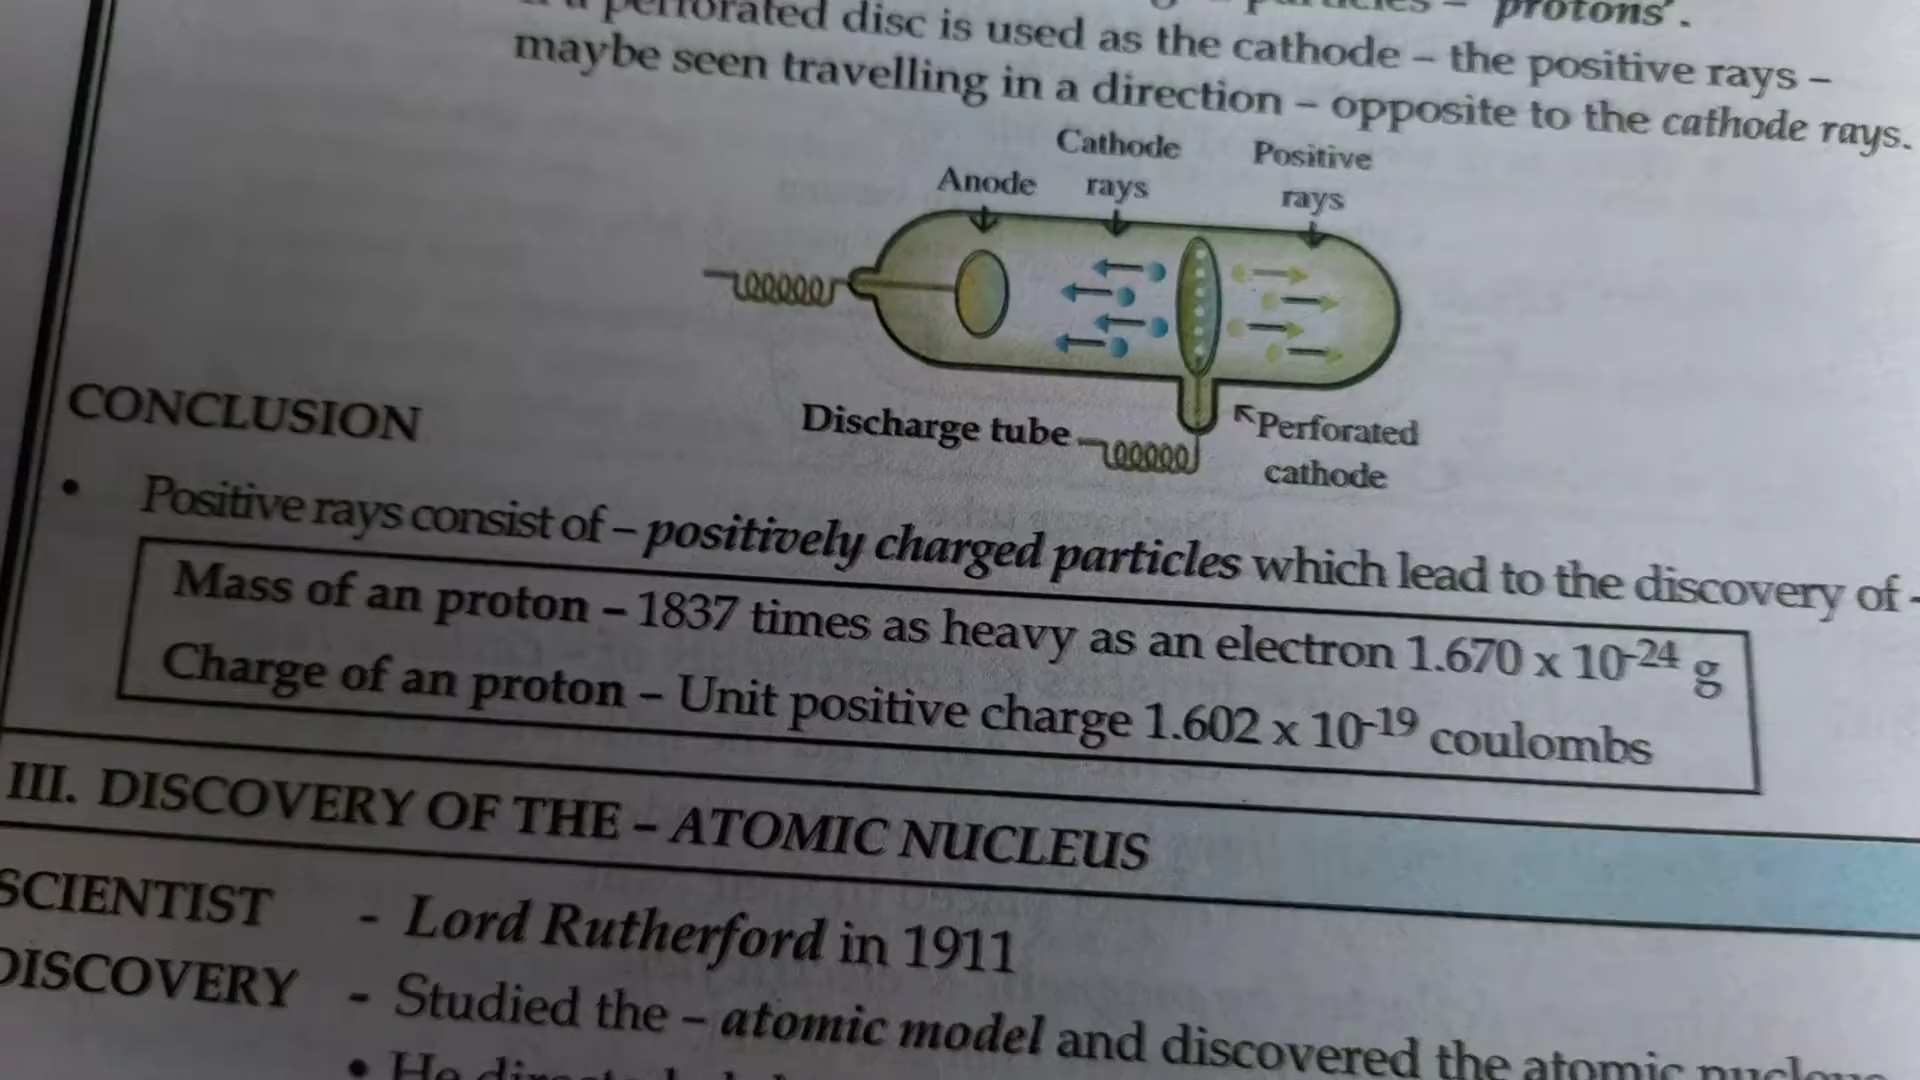 perforated disc is used as the cathode – the positive rays –
protons'.
maybe seen travelling in a direction – opposite to the cathode rays.
Cathode rays
Positive rays
Anode
Discharge tube
Perforated cathode
CONCLUSION
• Positive rays consist of – positively charged particles which lead to the discovery of -
Mass of an proton – 1837 times as heavy as an electron 1.670 x 10-24 g
Charge of an proton – Unit positive charge 1.602 x 10-19 coulombs
III. DISCOVERY OF THE – ATOMIC NUCLEUS
SCIENTIST - Lord Rutherford in 1911
DISCOVERY - Studied the – atomic model and discovered the atomic nucleus
• He